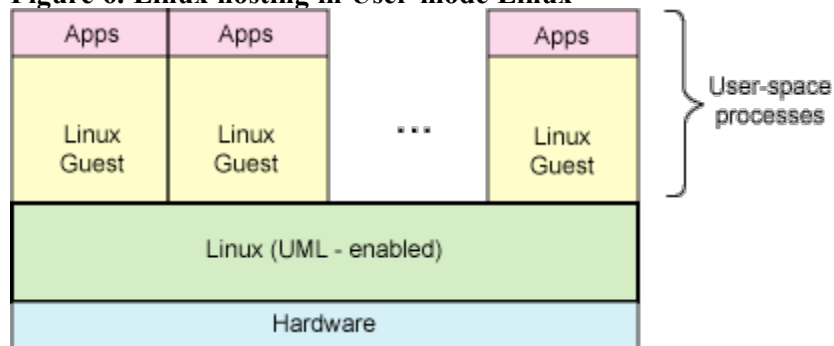 Figure 6. Linux hosting in User-mode Linux
Apps
Apps
Apps
User-space
processes
Linux
Guest
Linux
Guest
...
Linux
Guest
Linux (UML - enabled)
Hardware